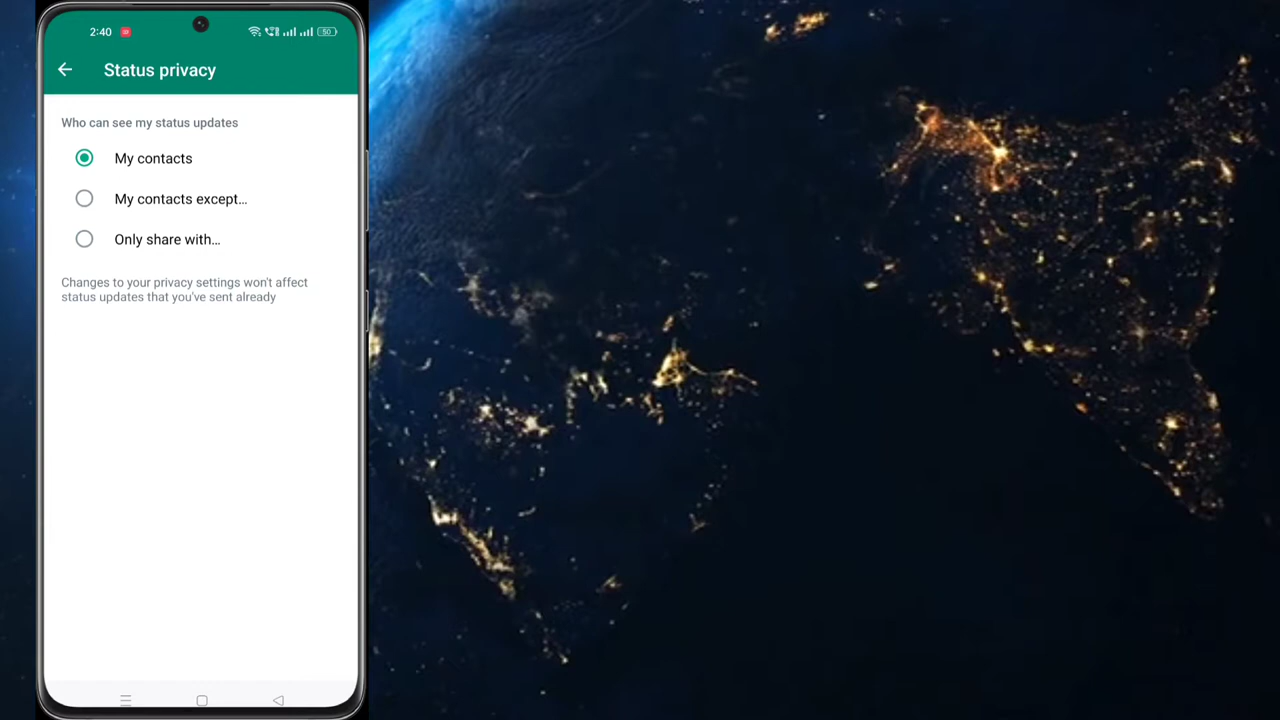 2:40
50
Status privacy
Who can see my status updates
My contacts
My contacts except...
Only share with...
Changes to your privacy settings won't affect
status updates that you've sent already